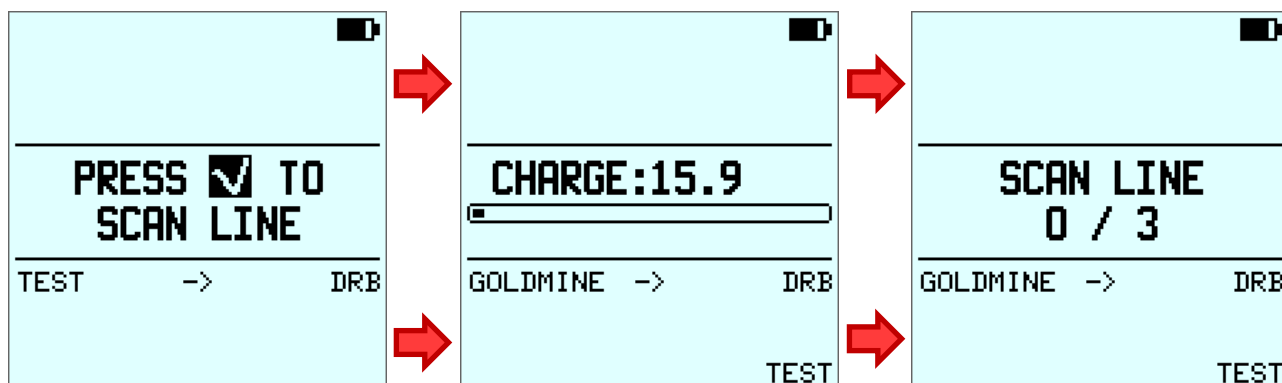 PRESS √ TO
SCAN LINE
TEST -> DRB
CHARGE:15.9
GOLDMINE -> DRB
TEST
SCAN LINE
0 / 3
GOLDMINE -> DRB
TEST